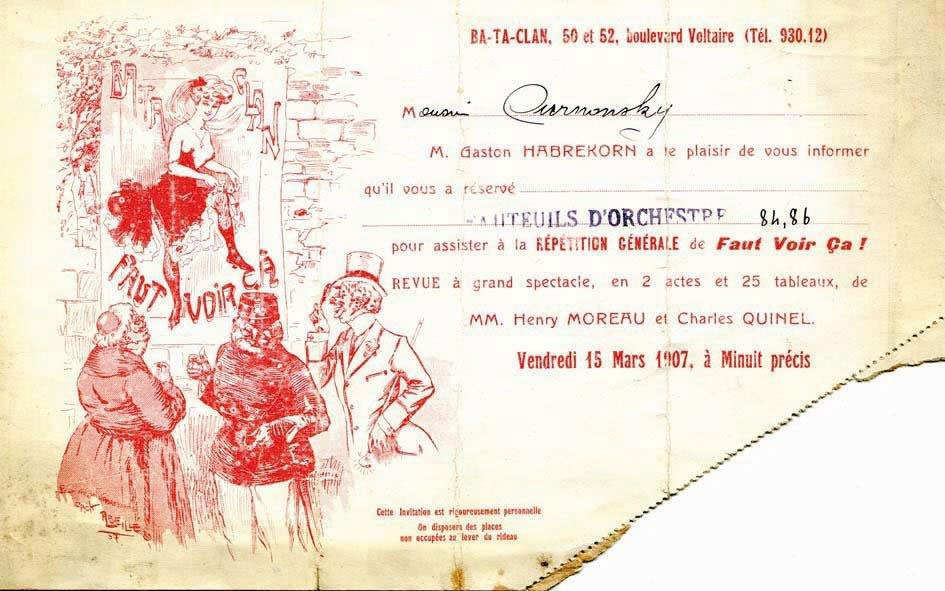 BA-TA-CLAN, 50 et 52, boulevard Voltaire (Tél. 930.12)
Monsieur Curnonsky
M. Gaston HABREKORN a le plaisir de vous informer
qu'il vous a réservé
FAUTEUILS D'ORCHESTRE 84,86
pour assister à la RÉPÉTITION GÉNÉRALE de Faut Voir Ça !
REVUE à grand spectacle, en 2 actes et 25 tableaux, de
MM. Henry MOREAU et Charles QUINEL.
Vendredi 15 Mars 1907, à Minuit précis
BATACLAN
FAUT VOIR ÇA
Cette Invitation est rigoureusement personnelle
On disposera des places
non occupées au lever du rideau
ABEILLÉ
07